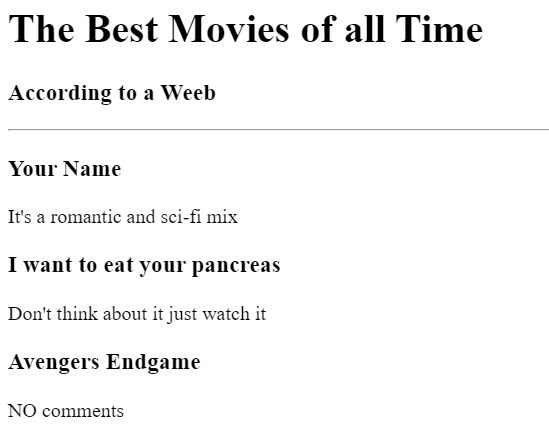 The Best Movies of all Time
According to a Weeb
Your Name
It's a romantic and sci-fi mix
I want to eat your pancreas
Don't think about it just watch it
Avengers Endgame
NO comments